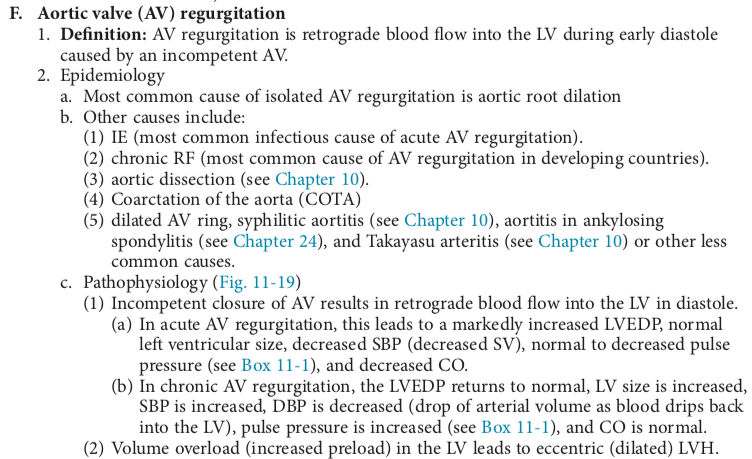 F. Aortic valve (AV) regurgitation
1. Definition: AV regurgitation is retrograde blood flow into the LV during early diastole
caused by an incompetent AV.
2. Epidemiology
a. Most common cause of isolated AV regurgitation is aortic root dilation
b. Other causes include:
(1) IE (most common infectious cause of acute AV regurgitation).
(2) chronic RF (most common cause of AV regurgitation in developing countries).
(3) aortic dissection (see Chapter 10).
(4) Coarctation of the aorta (COTA)
(5) dilated AV ring, syphilitic aortitis (see Chapter 10), aortitis in ankylosing
spondylitis (see Chapter 24), and Takayasu arteritis (see Chapter 10) or other less
common causes.
c. Pathophysiology (Fig. 11-19)
(1) Incompetent closure of AV results in retrograde blood flow into the LV in diastole.
(a) In acute AV regurgitation, this leads to a markedly increased LVEDP, normal
left ventricular size, decreased SBP (decreased SV), normal to decreased pulse
pressure (see Box 11-1), and decreased CO.
(b) In chronic AV regurgitation, the LVEDP returns to normal, LV size is increased,
SBP is increased, DBP is decreased (drop of arterial volume as blood drips back
into the LV), pulse pressure is increased (see Box 11-1), and CO is normal.
(2) Volume overload (increased preload) in the LV leads to eccentric (dilated) LVH.